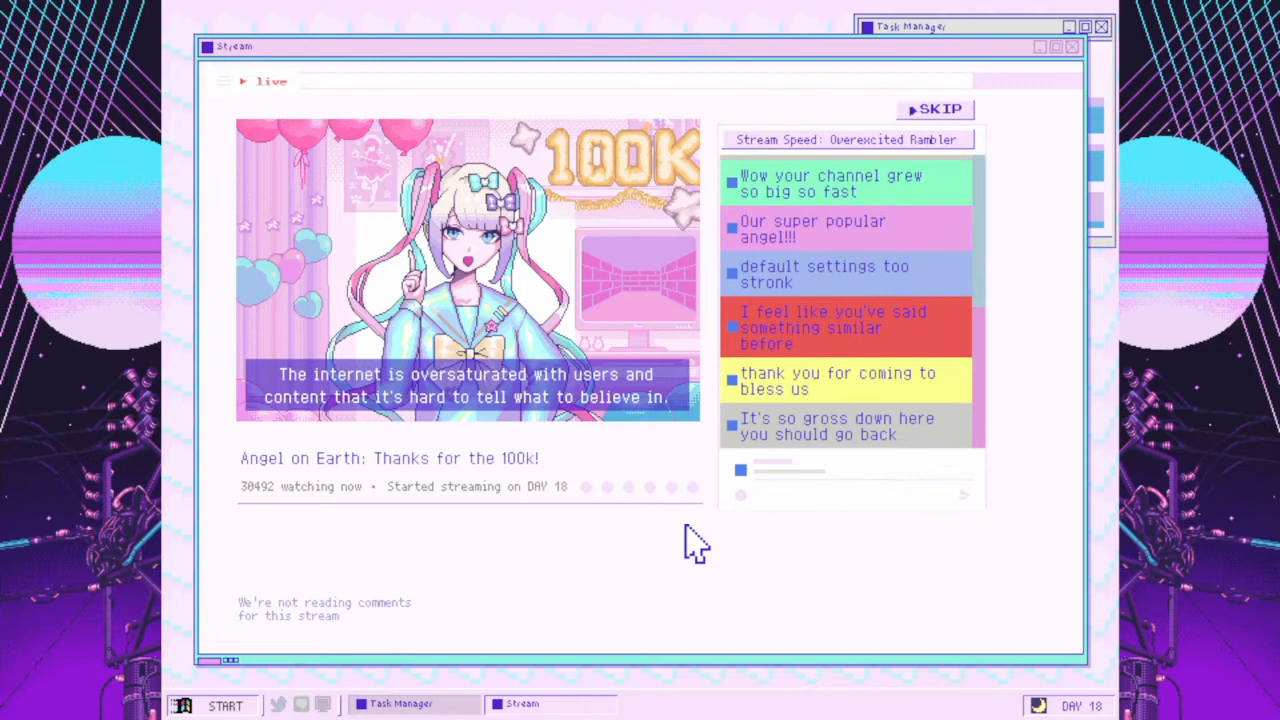 Task Manager
Stream
live
SKIP
100K
Stream Speed: Overexcited Rambler
Wow your channel grew
so big so fast
Our super popular
angel!!!
default settings too
stronk
I feel like you've said
something similar
before
thank you for coming to
bless us
It's so gross down here
you should go back
The internet is oversaturated with users and
content that it's hard to tell what to believe in.
Angel on Earth: Thanks for the 100k!
30492 watching now • Started streaming on DAY 18
We're not reading comments
for this stream
START
Task Manager
Stream
DAY 18